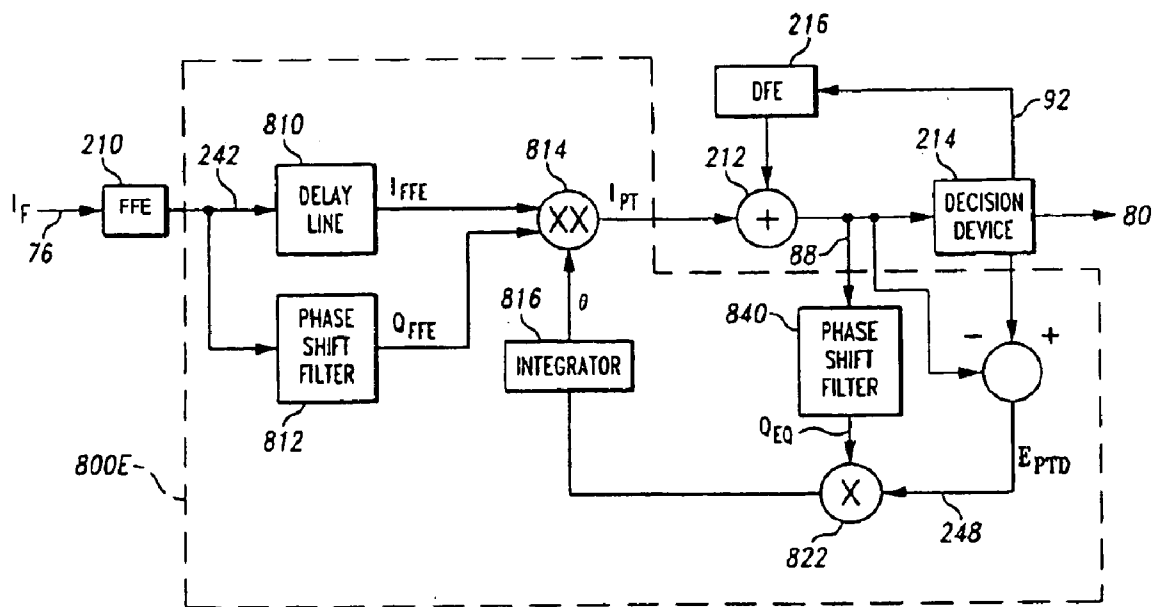 216
DFE
92
210
242
810
814
212
214
I_F
FFE
DELAY
LINE
I_FFE
XX
I_PT
+
DECISION
DEVICE
80
76
88
816
θ
840
812
PHASE
SHIFT
FILTER
Q_FFE
INTEGRATOR
PHASE
SHIFT
FILTER
-
+
800E
Q_EQ
E_PTD
X
822
248